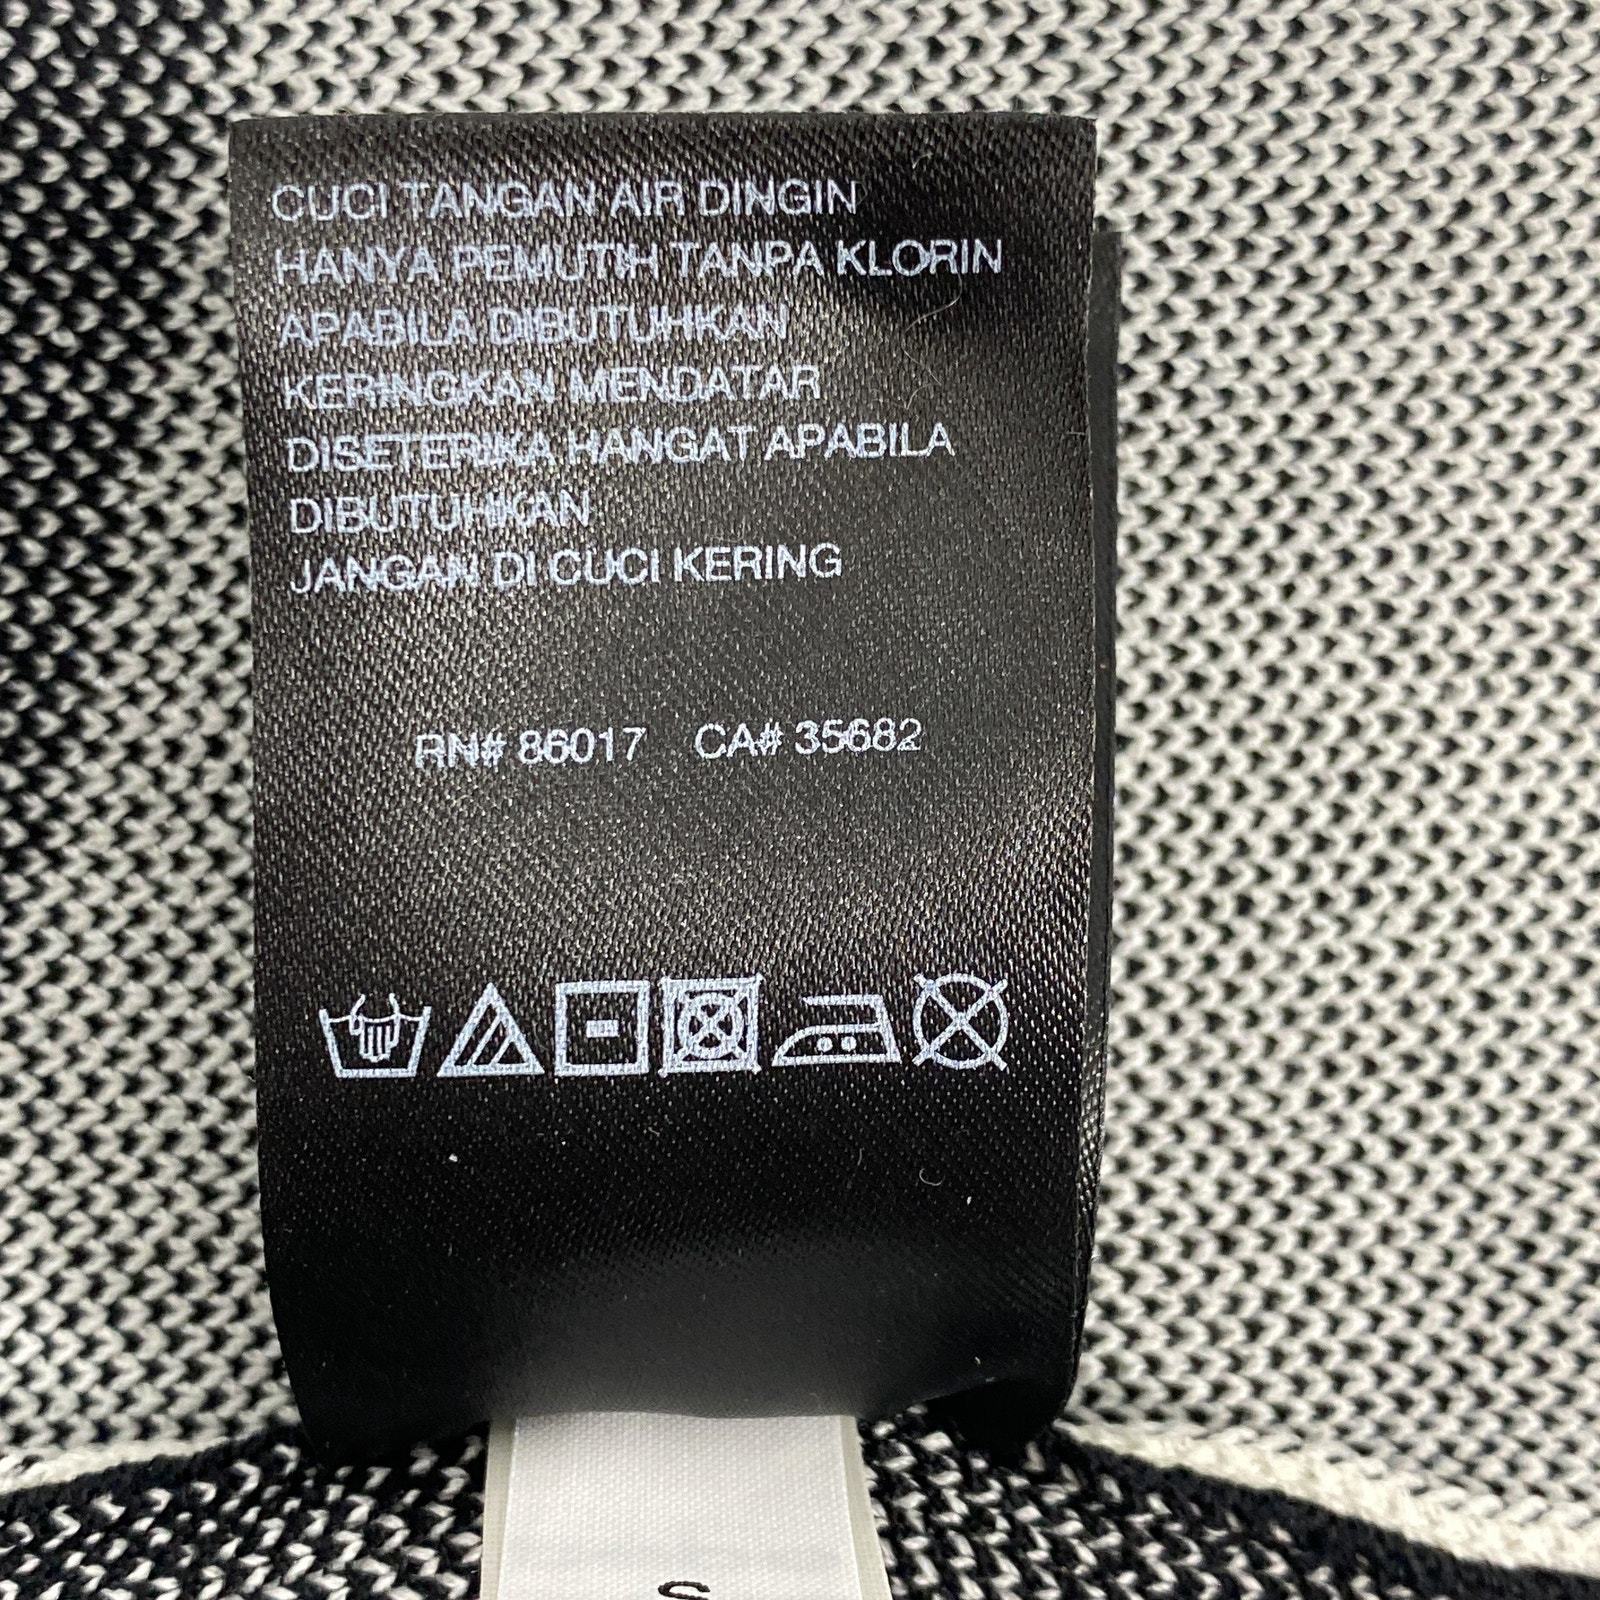 CUCI TANGAN AIR DINGIN
HANYA PEMUTIH TANPA KLORIN
APABILA DIBUTUHKAN
KERINGKAN MENDATAR
DISETERIKA HANGAT APABILA
DIBUTUHKAN
JANGAN DI CUCI KERING
RN# 86017 CA# 35682
S